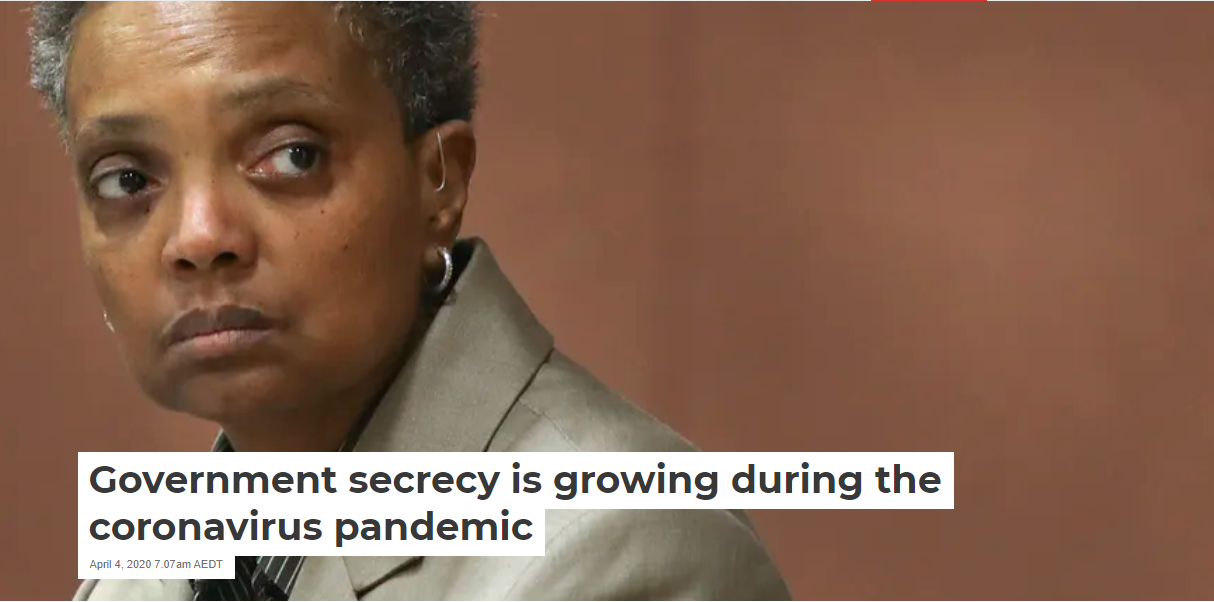 Government secrecy is growing during the
coronavirus pandemic
April 4, 2020 7.07am AEDT